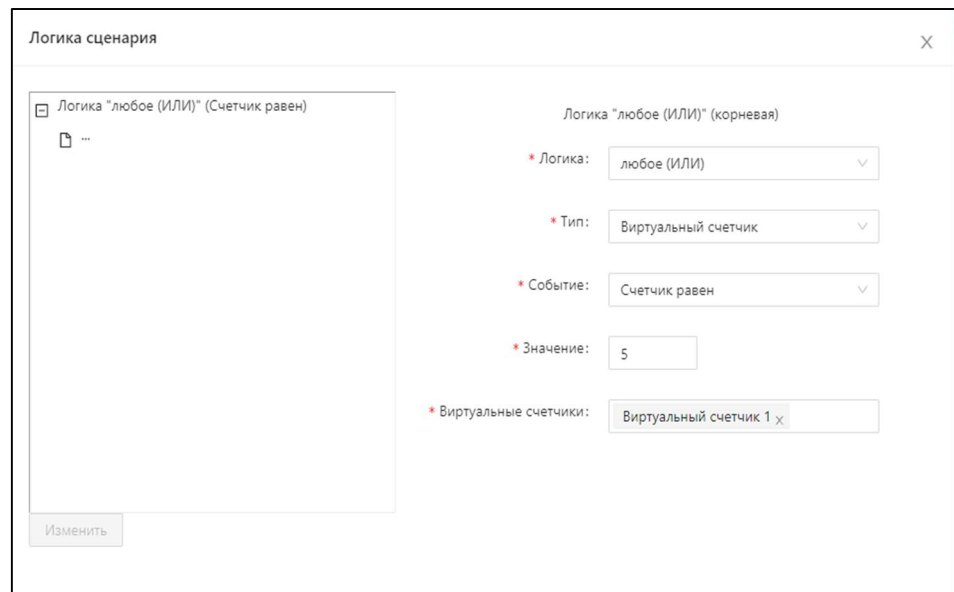 Логика сценария
X
Логика "любое (ИЛИ)" (Счетчик равен)
...
Изменить
Логика "любое (ИЛИ)" (корневая)
* Логика: любое (ИЛИ)
* Тип: Виртуальный счетчик
* Событие: Счетчик равен
* Значение: 5
* Виртуальные счетчики: Виртуальный счетчик 1 x